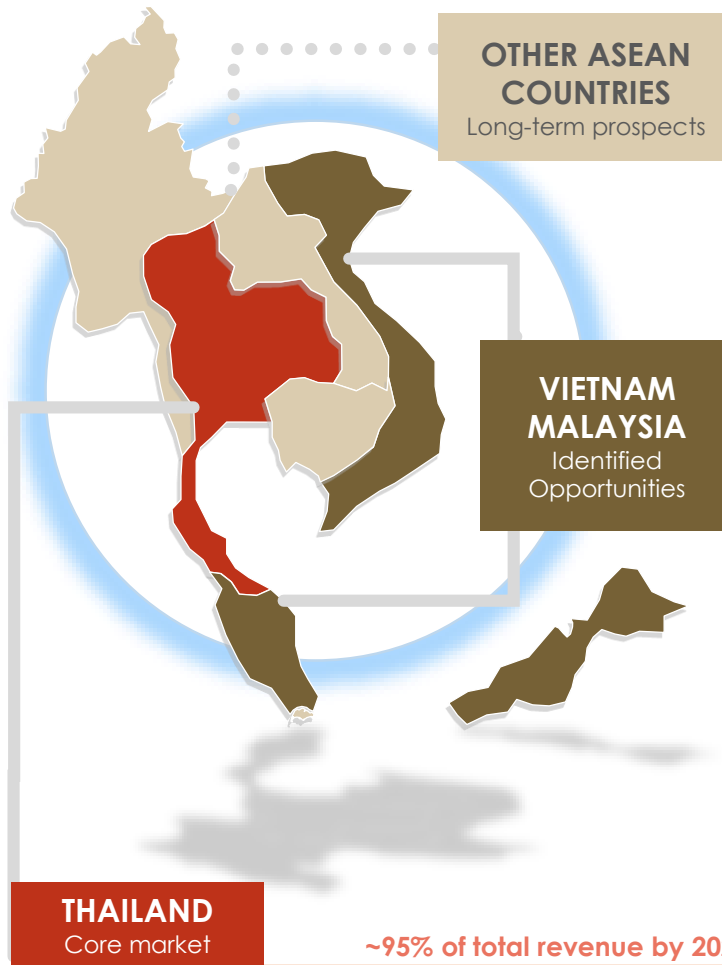 OTHER ASEAN
COUNTRIES
Long-term prospects
VIETNAM
MALAYSIA
Identified
Opportunities
THAILAND
Core market
~95% of total revenue by